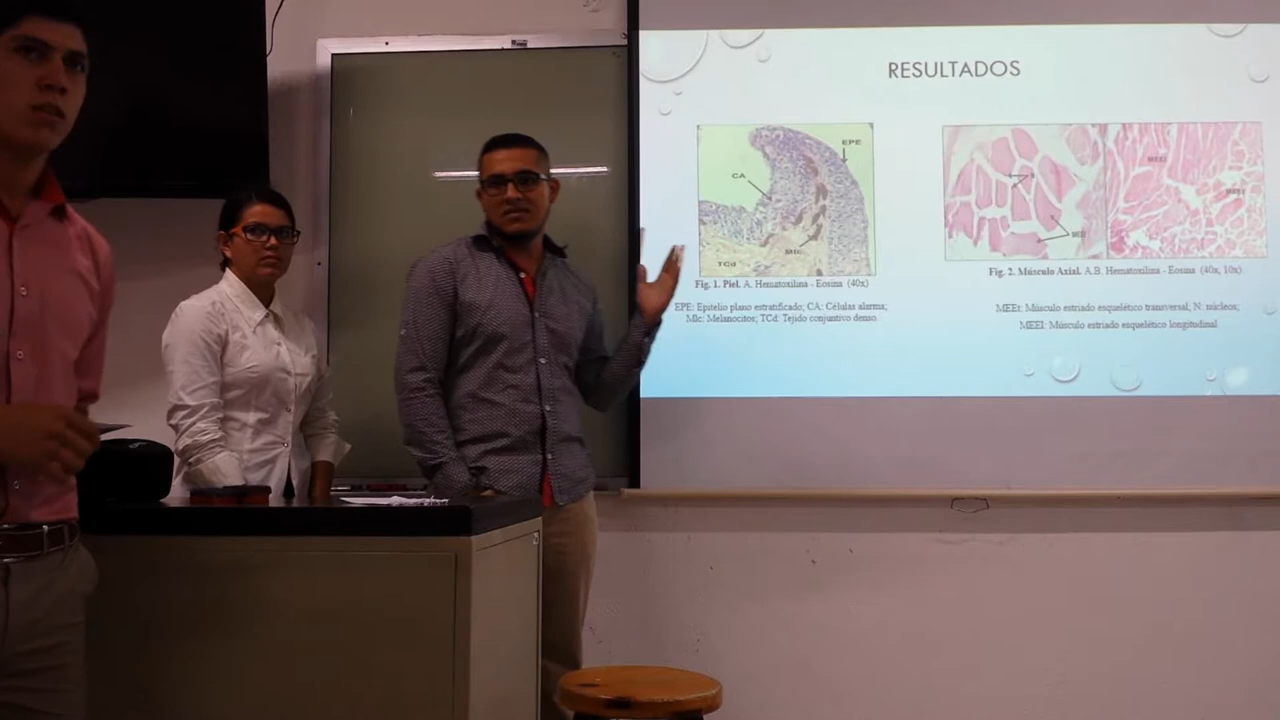 RESULTADOS
EPE
CA
Mlc
TCd
Fig. 1. Piel. A. Hematoxilina - Eosina (40x)
EPE: Epitelio plano estratificado; CA: Células alarma;
Mlc: Melanocitos; TCd: Tejido conjuntivo denso.
MEEl
Fig. 2. Músculo Axial. A.B. Hematoxilina - Eosina (40x, 10x).
MEEt: Músculo estriado esquelético transversal, N: núcleos;
MEEl: Músculo estriado esquelético longitudinal